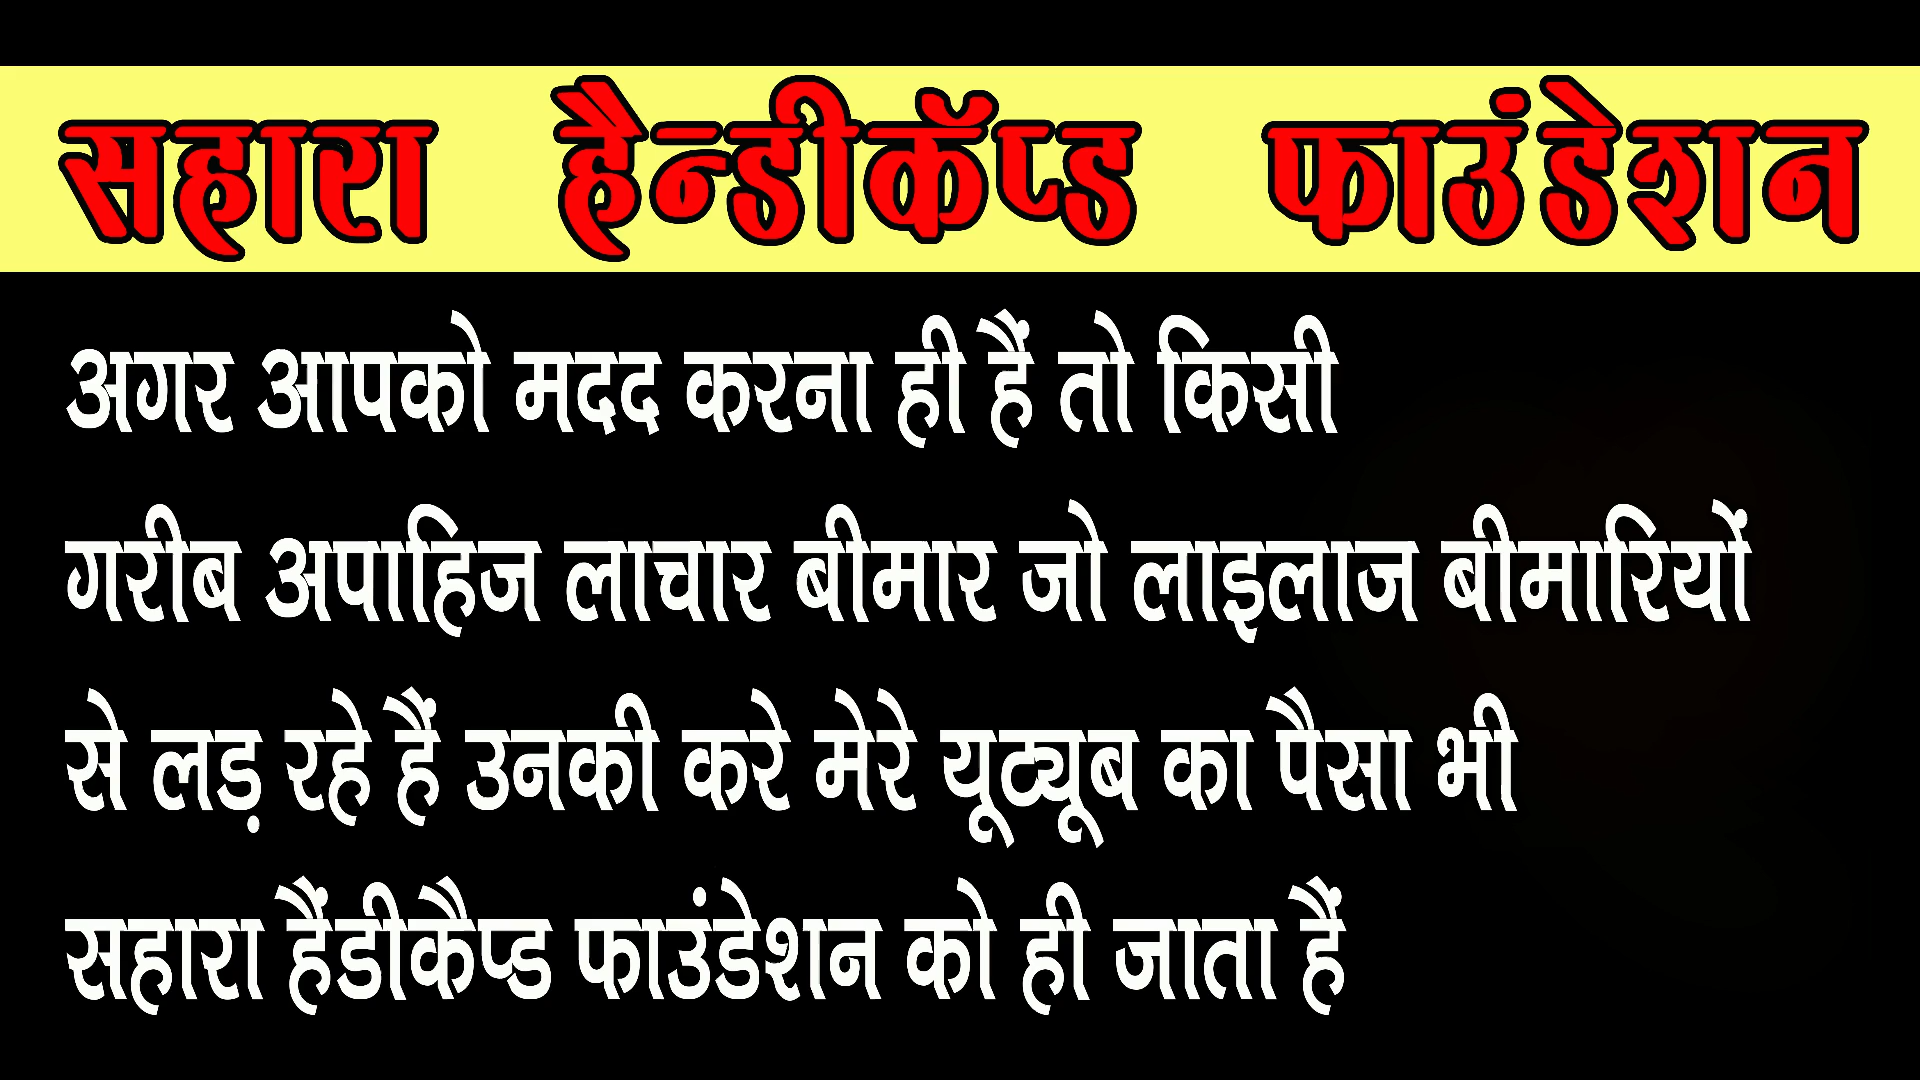 सहारा हैन्डीकॅप्ड फाउंडेशन
अगर आपको मदद करना ही हैं तो किसी
गरीब अपाहिज लाचार बीमार जो लाइलाज बीमारियों
से लड़ रहे हैं उनकी करे मेरे यूट्यूब का पैसा भी
सहारा हैंडीकैप्ड फाउंडेशन को ही जाता हैं